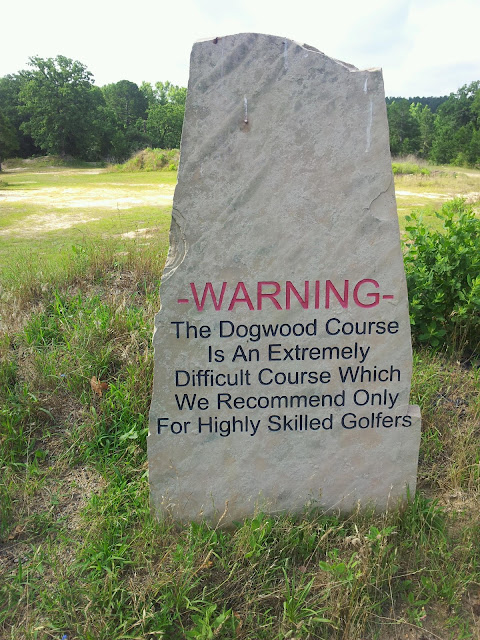 -WARNING-
The Dogwood Course
Is An Extremely
Difficult Course Which
We Recommend Only
For Highly Skilled Golfers